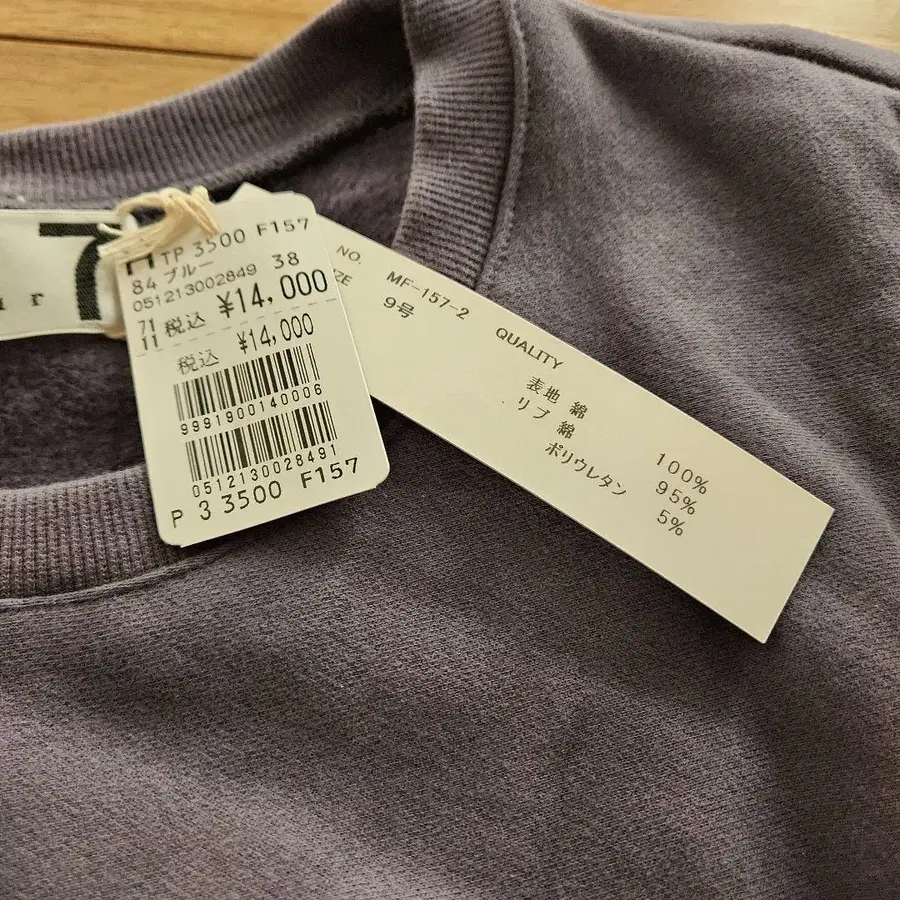 TP 3500 F157
84 ブルー
051213002849 38
71 税込 ¥14,000
11
税込 ¥14,000
9991900140006
0512130028491
P 3 3500 F157
NO. MF-157-2
ZE 9号
QUALITY
表地 綿 100%
リブ 綿 95%
ポリウレタン 5%
r
7